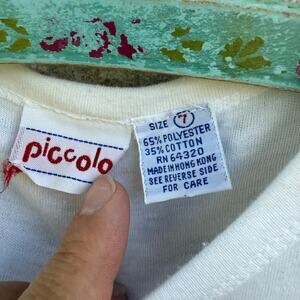 piccolo
SIZE 7
65% POLYESTER
35% COTTON
RN 64320
MADE IN HONG KONG
SEE REVERSE SIDE
FOR CARE